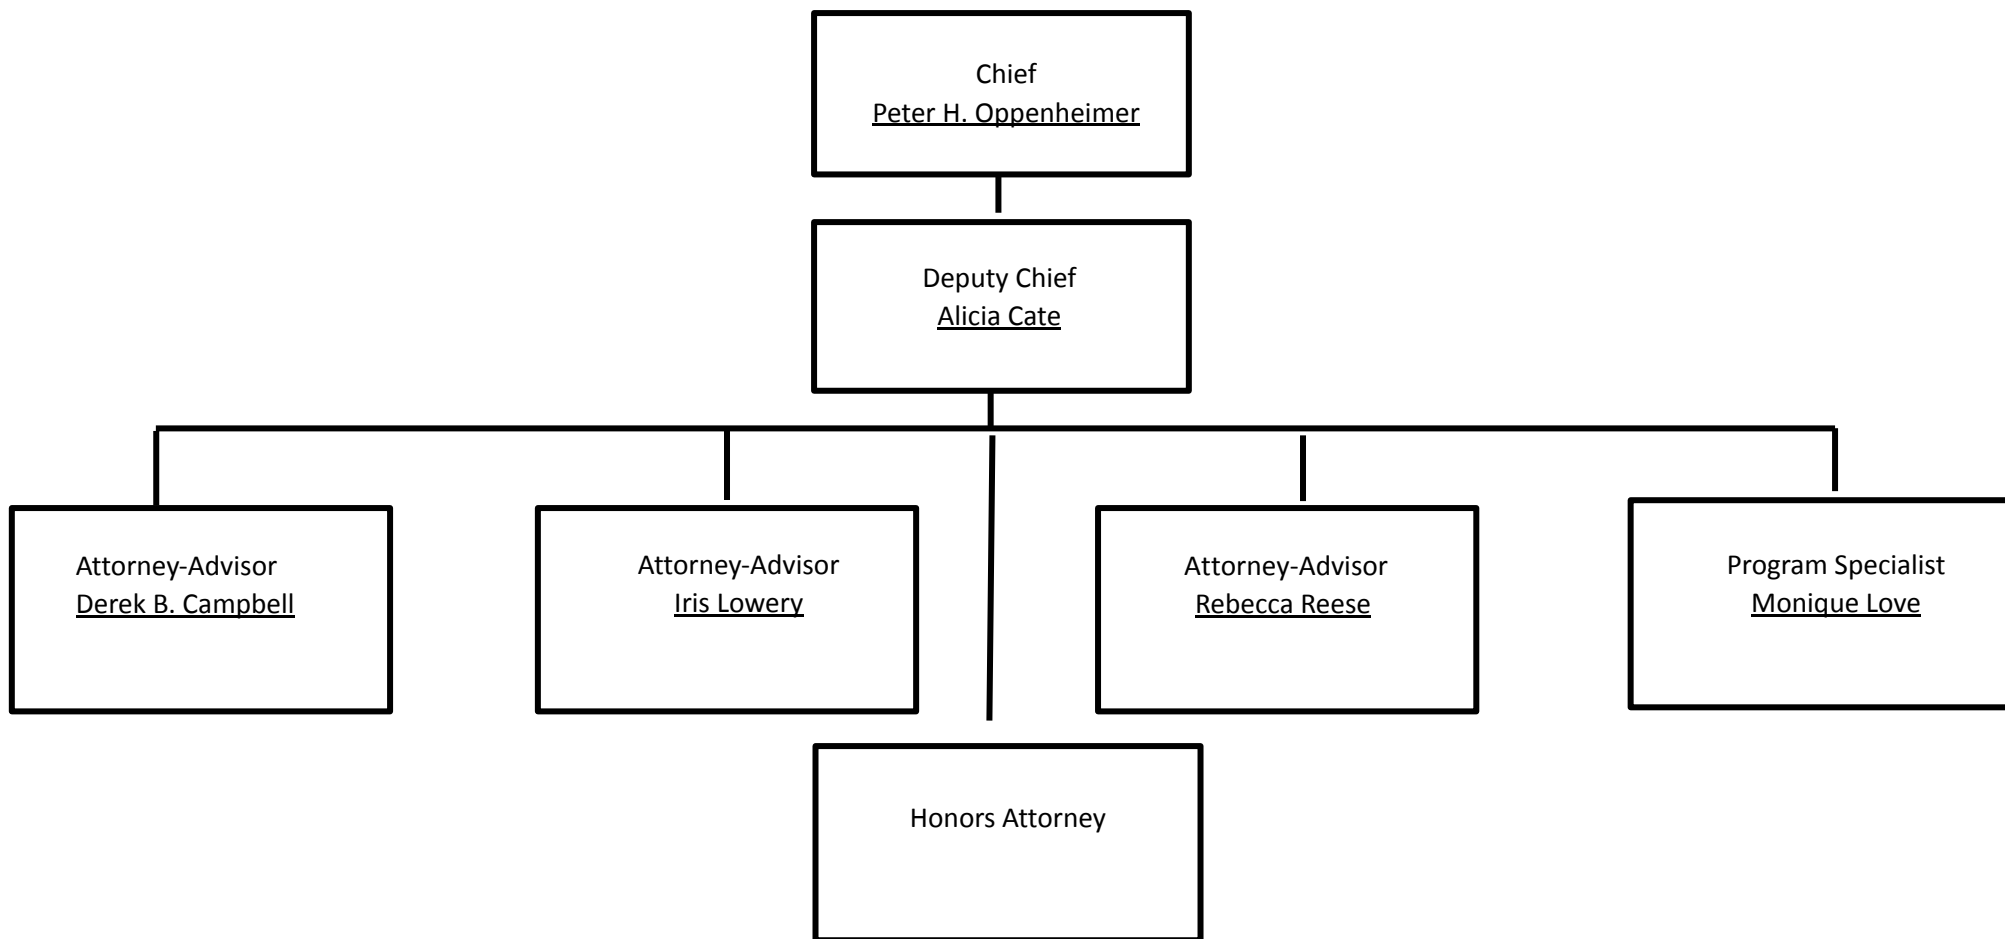 Chief
Peter H. Oppenheimer
Deputy Chief
Alicia Cate
Attorney-Advisor
Derek B. Campbell
Attorney-Advisor
Iris Lowery
Attorney-Advisor
Rebecca Reese
Program Specialist
Monique Love
Honors Attorney